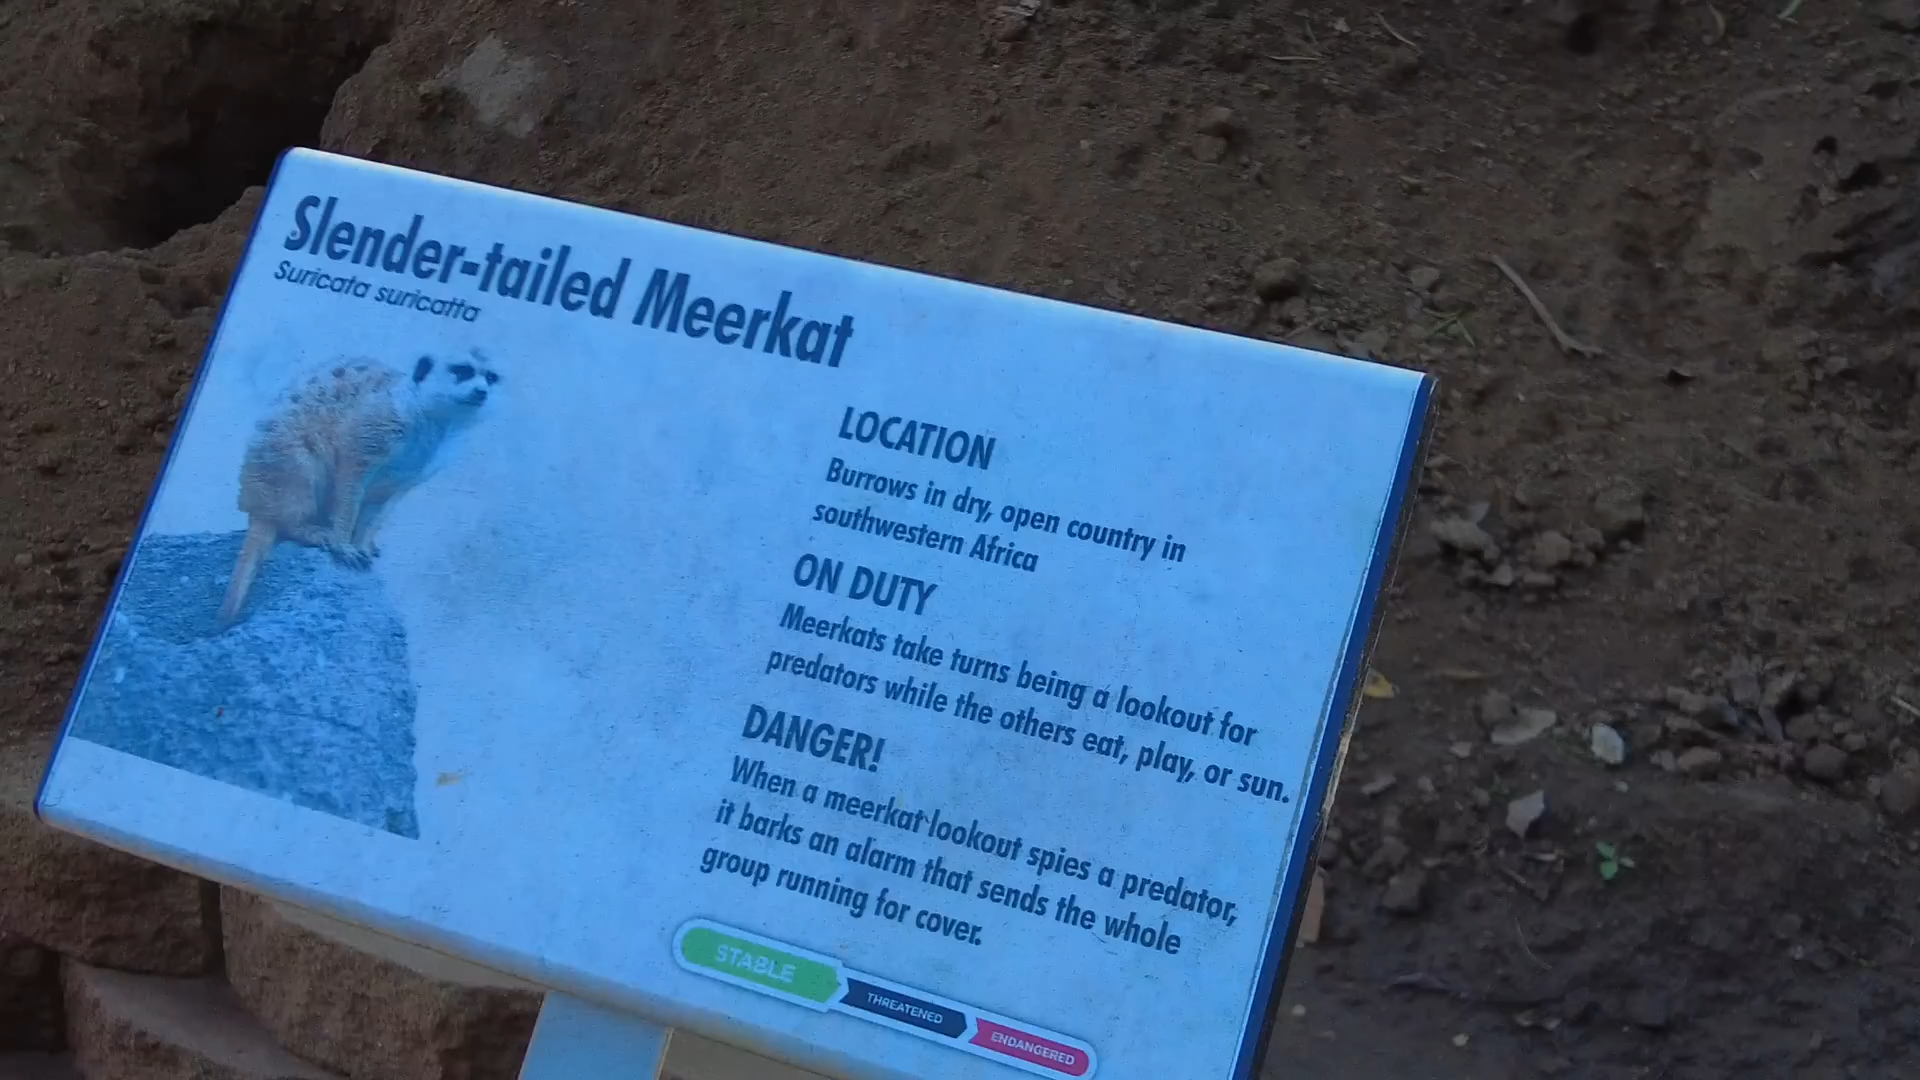 Slender-tailed Meerkat
Suricata suricatta
LOCATION
Burrows in dry, open country in
southwestern Africa
ON DUTY
Meerkats take turns being a lookout for
predators while the others eat, play, or sun.
DANGER!
When a meerkat lookout spies a predator,
it barks an alarm that sends the whole
group running for cover.
STABLE
THREATENED
ENDANGERED